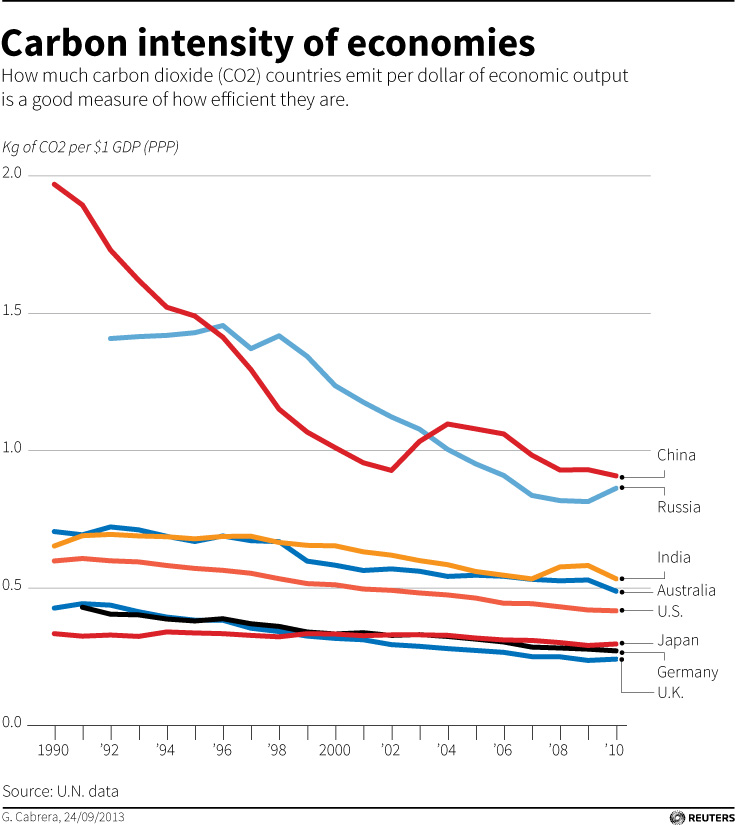 Carbon intensity of economies
How much carbon dioxide (CO2) countries emit per dollar of economic output
is a good measure of how efficient they are.
Kg of CO2 per $1 GDP (PPP)
2.0
1.5
1.0
China
Russia
India
0.5
Australia
U.S.
Japan
Germany
U.K.
0.0
1990 ’92 ’94 ’96 ’98 2000 ’02 ’04 ’06 ’08 ’10
Source: U.N. data
G. Cabrera, 24/09/2013
REUTERS